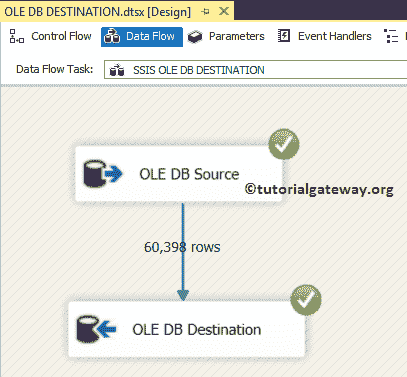 OLE DB DESTINATION.dtsx [Design]
Control Flow
Data Flow
Parameters
Event Handlers
Data Flow Task:
SSIS OLE DB DESTINATION
OLE DB Source
©tutorialgateway.org
60,398 rows
OLE DB Destination